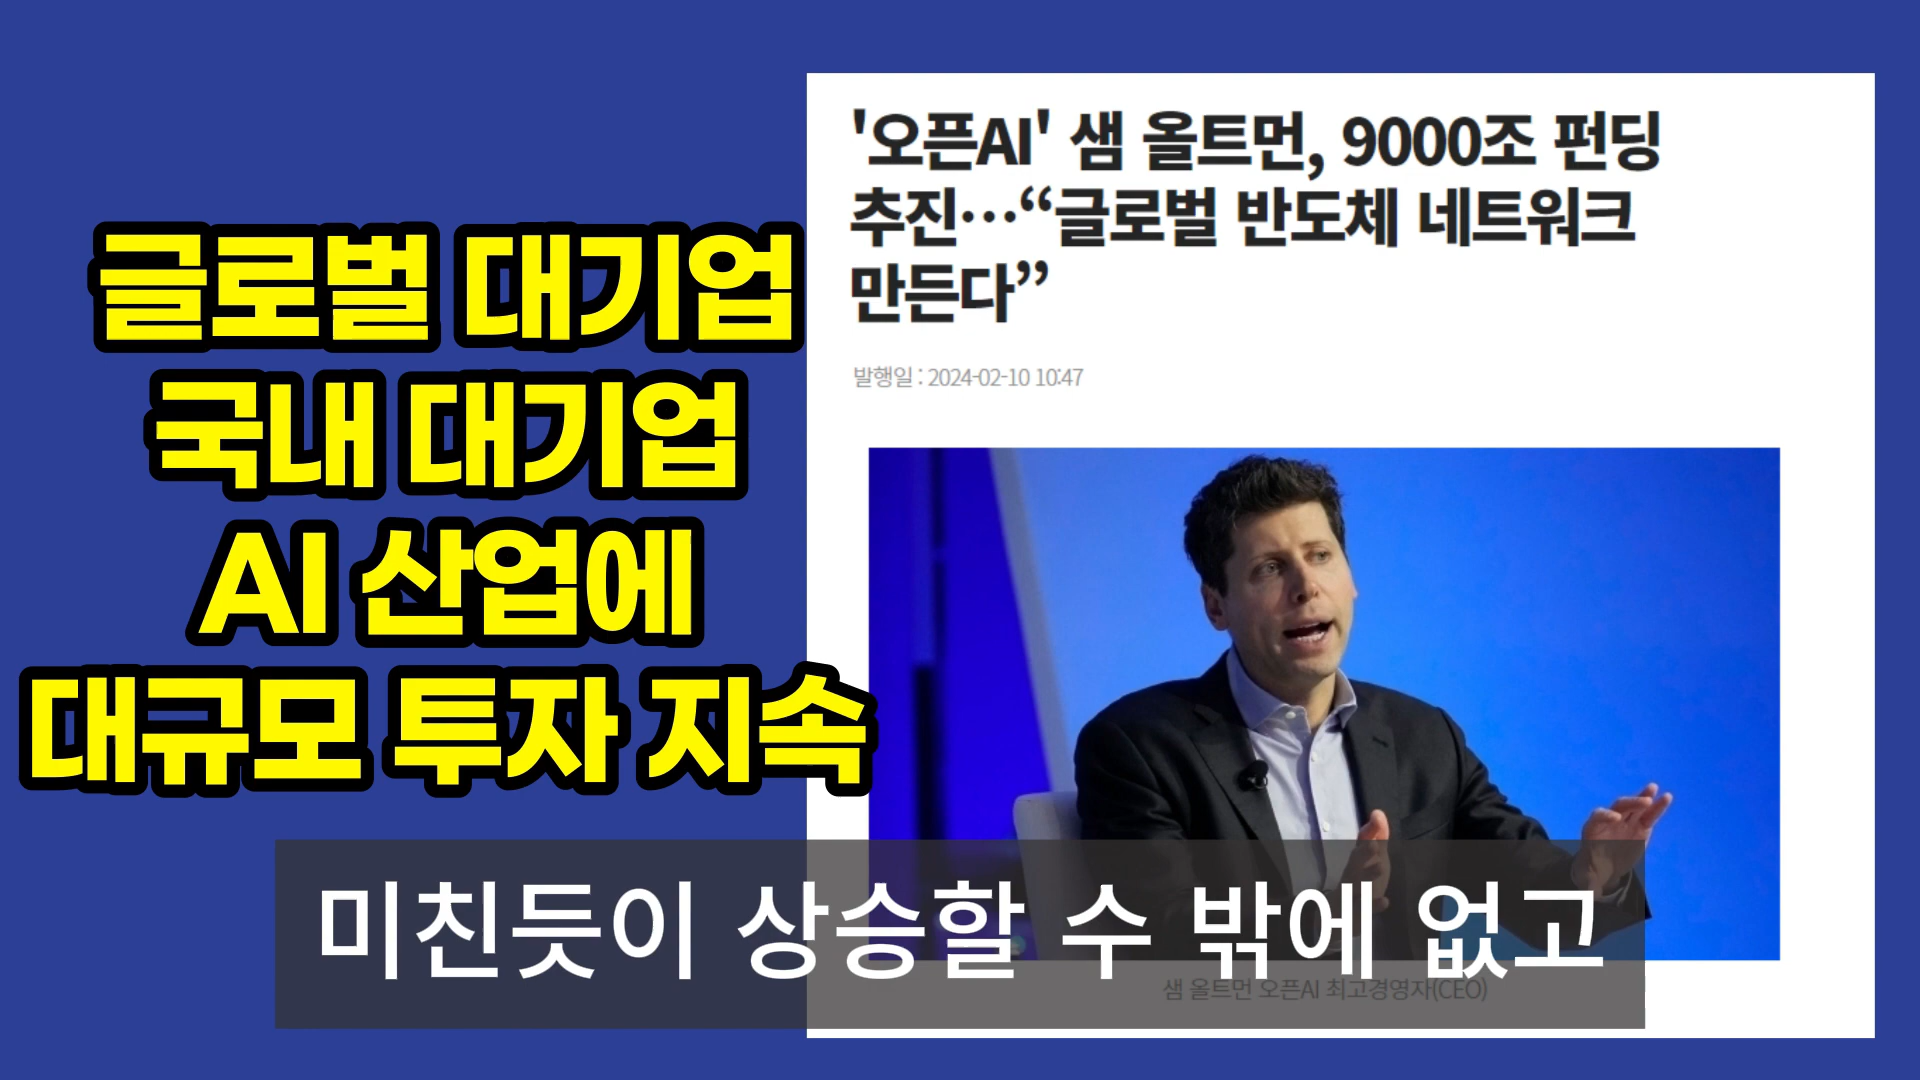 글로벌 대기업
국내 대기업
AI 산업에
대규모 투자 지속
'오픈AI' 샘 올트먼, 9000조 펀딩
추진…“글로벌 반도체 네트워크
만든다”
발행일 : 2024-02-10 10:47
샘 올트먼 오픈AI 최고경영자(CEO)
미친듯이 상승할 수 밖에 없고